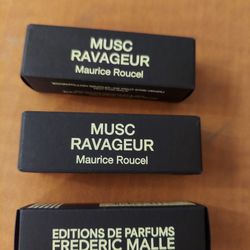 MUSC
RAVAGEUR
Maurice Roucel
MUSC
RAVAGEUR
Maurice Roucel
EDITIONS DE PARFUMS
FREDERIC MALLE